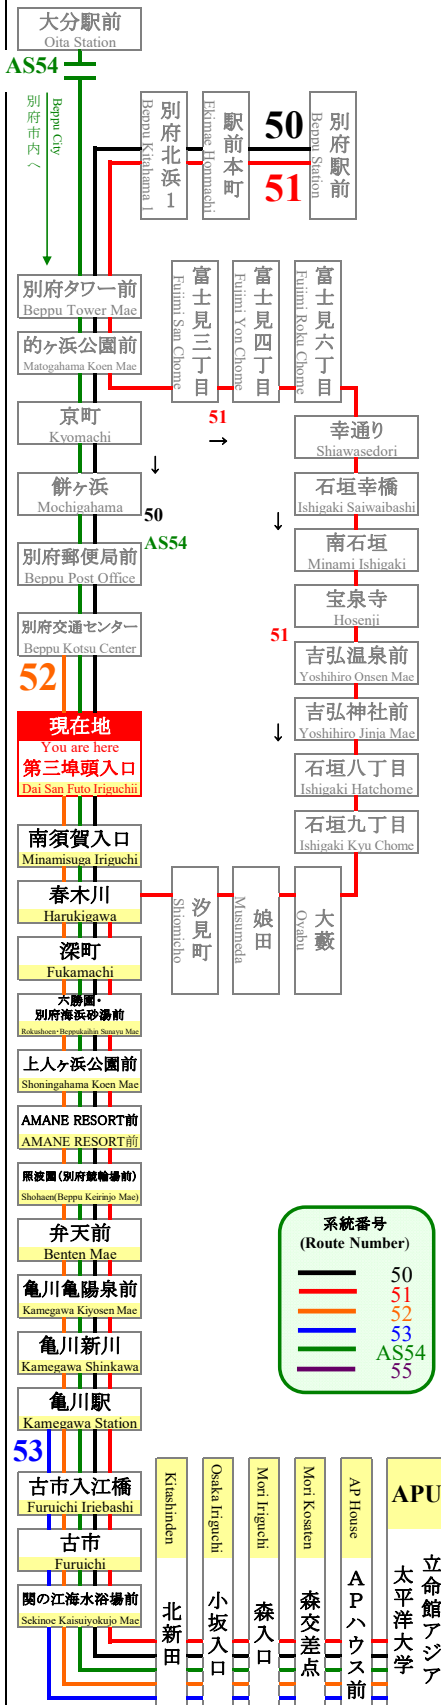 大分駅前
Oita Station
AS54
Beppu City
別府市内へ
別府北浜1
Beppu Kitahama 1
駅前本町
Ekimae Honmachi
50
51
別府駅前
Beppu Station
別府タワー前
Beppu Tower Mae
的ヶ浜公園前
Matogahama Koen Mae
京町
Kyomachi
餅ヶ浜
Mochigahama
別府郵便局前
Beppu Post Office
別府交通センター
Beppu Kotsu Center
富士見三丁目
Fujimi San Chome
富士見四丁目
Fujimi Yon Chome
富士見六丁目
Fujimi Roku Chome
51
→
↓
50
AS54
幸通り
Shiawasedori
石垣幸橋
Ishigaki Saiwaibashi
↓
南石垣
Minami Ishigaki
宝泉寺
Hosenji
51
吉弘温泉前
Yoshihiro Onsen Mae
吉弘神社前
Yoshihiro Jinja Mae
↓
石垣八丁目
Ishigaki Hatchome
石垣九丁目
Ishigaki Kyu Chome
大藪
Oyabu
娘田
Musumeda
汐見町
Shiomicho
52
現在地
You are here
第三埠頭入口
Dai San Futo Iriguchii
南須賀入口
Minamisuga Iriguchi
春木川
Harukigawa
深町
Fukamachi
六勝園・
別府海浜砂湯前
Rokushoen・Beppukaihin Sunayu Mae
上人ヶ浜公園前
Shoningahama Koen Mae
AMANE RESORT前
AMANE RESORT前
照波園(別府競輪場前)
Shohaen(Beppu Keirinjo Mae)
弁天前
Benten Mae
亀川亀陽泉前
Kamegawa Kiyosen Mae
亀川新川
Kamegawa Shinkawa
亀川駅
Kamegawa Station
53
古市入江橋
Furuichi Iriebashi
古市
Furuichi
関の江海水浴場前
Sekinoe Kaisuiyokujo Mae
系統番号
(Route Number)
50
51
52
53
AS54
55
Kitashinden
北新田
Osaka Iriguchi
小坂入口
Mori Iriguchi
森入口
Mori Kosaten
森交差点
AP House
APハウス前
APU
立命館アジア
太平洋大学